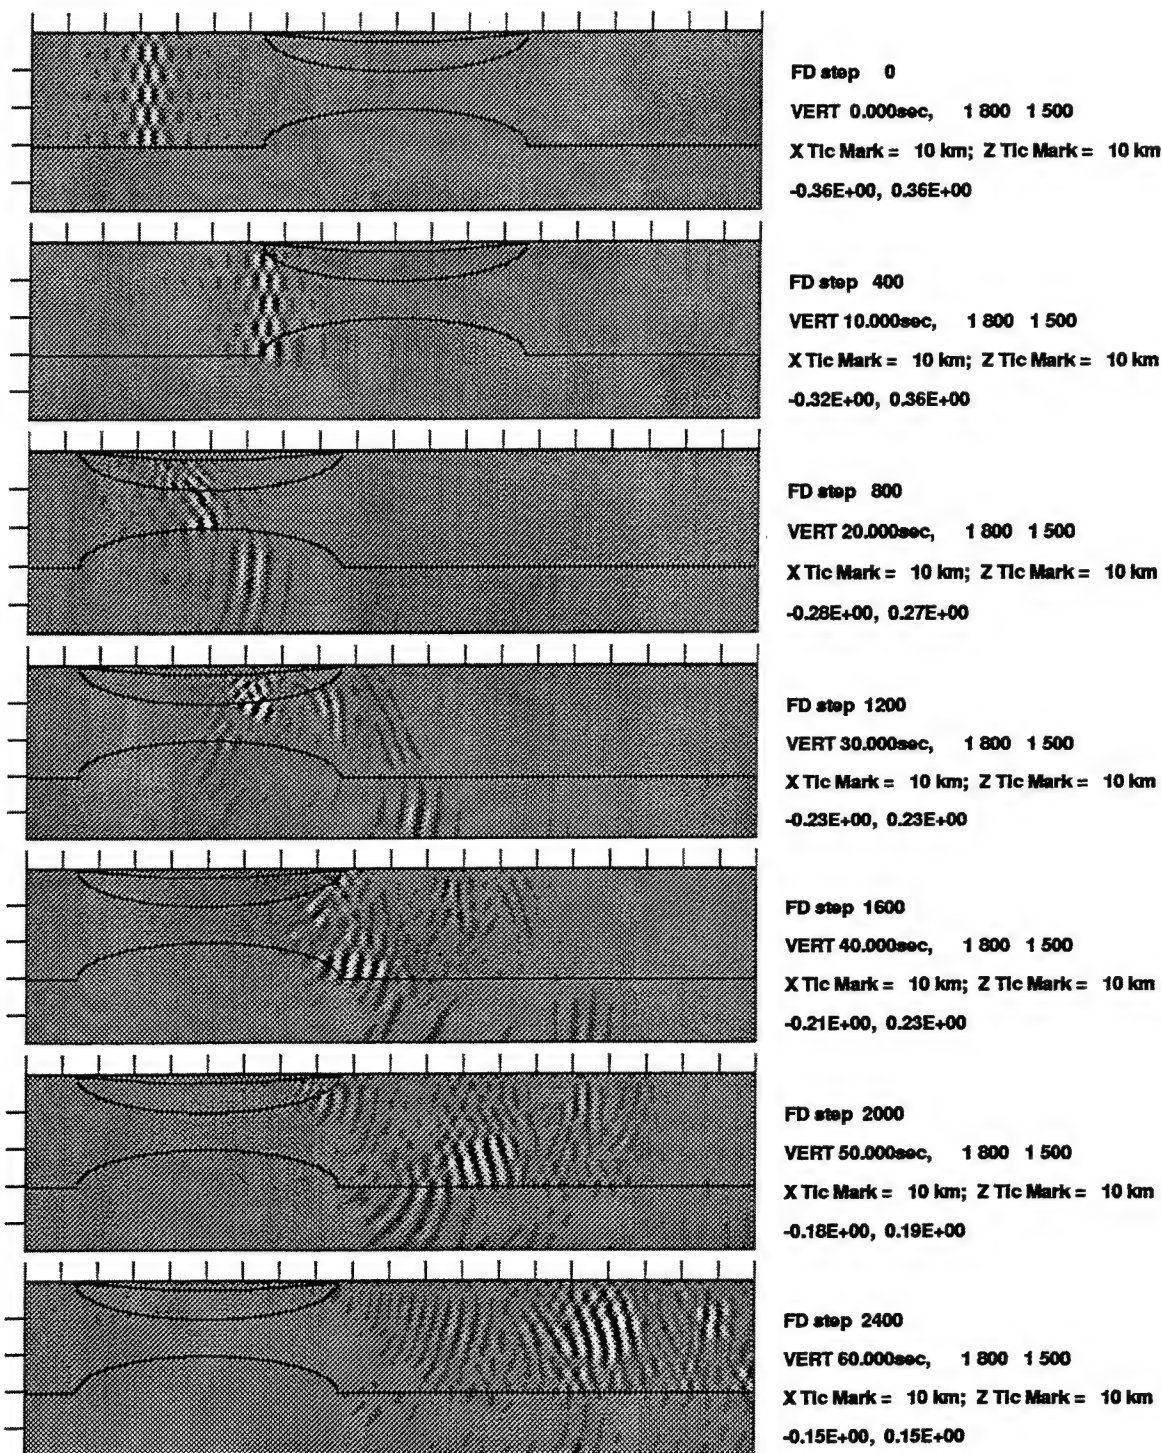 FD step 0
VERT 0.000sec, 1 800 1 500
X Tic Mark = 10 km; Z Tic Mark = 10 km
-0.36E+00, 0.36E+00
FD step 400
VERT 10.000sec, 1 800 1 500
X Tic Mark = 10 km; Z Tic Mark = 10 km
-0.32E+00, 0.36E+00
FD step 800
VERT 20.000sec, 1 800 1 500
X Tic Mark = 10 km; Z Tic Mark = 10 km
-0.28E+00, 0.27E+00
FD step 1200
VERT 30.000sec, 1 800 1 500
X Tic Mark = 10 km; Z Tic Mark = 10 km
-0.23E+00, 0.23E+00
FD step 1600
VERT 40.000sec, 1 800 1 500
X Tic Mark = 10 km; Z Tic Mark = 10 km
-0.21E+00, 0.23E+00
FD step 2000
VERT 50.000sec, 1 800 1 500
X Tic Mark = 10 km; Z Tic Mark = 10 km
-0.18E+00, 0.19E+00
FD step 2400
VERT 60.000sec, 1 800 1 500
X Tic Mark = 10 km; Z Tic Mark = 10 km
-0.15E+00, 0.15E+00